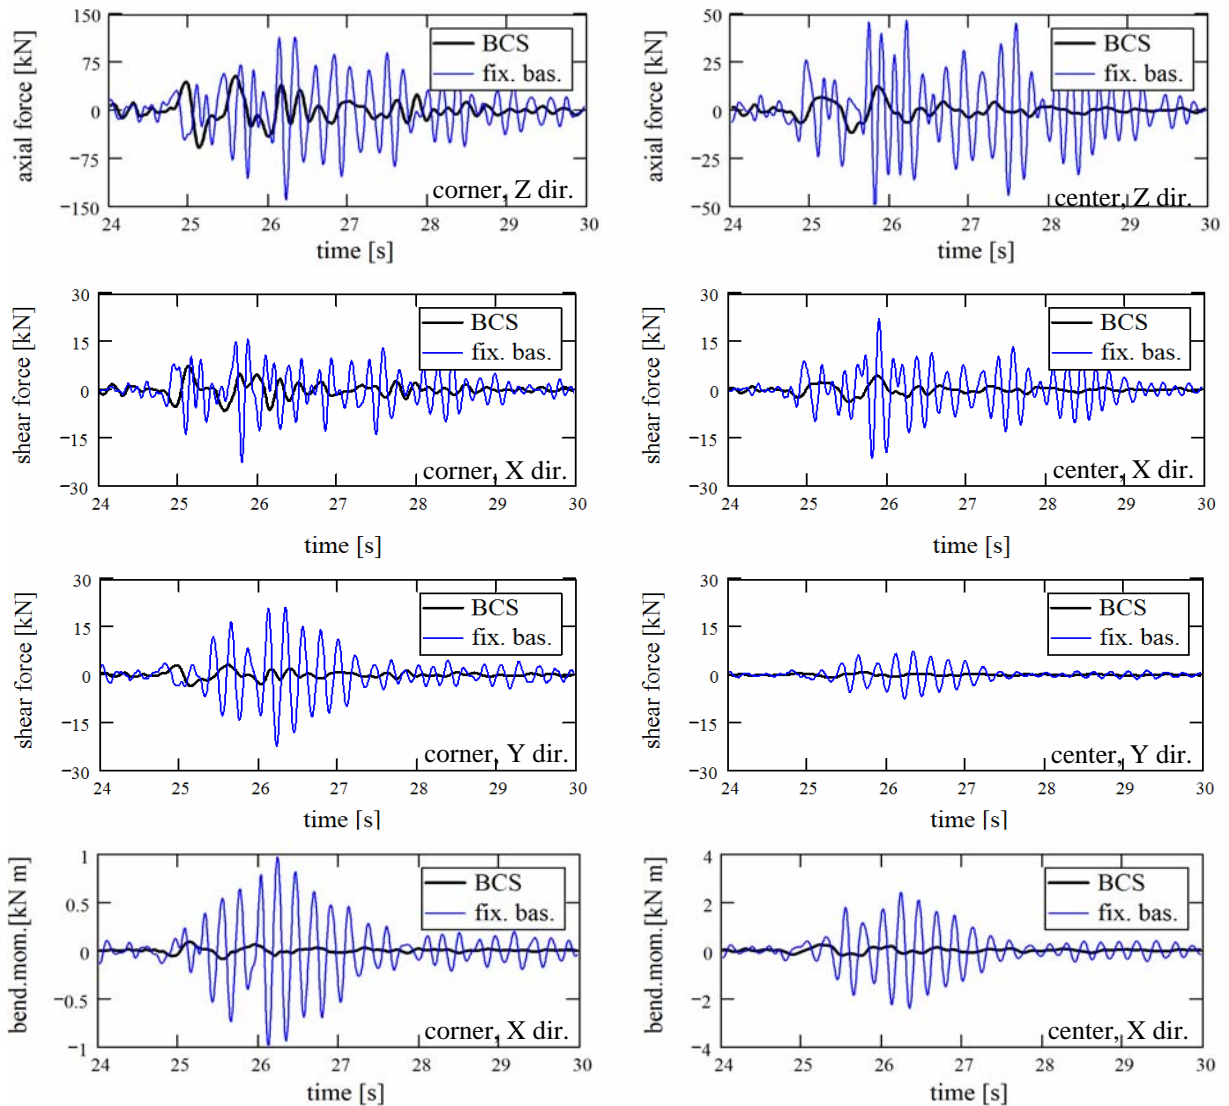 axial force [kN]
150
75
0
−75
−150
BCS
fix. bas.
corner, Z dir.
24 25 26 27 28 29 30
time [s]
axial force [kN]
50
25
0
−25
−50
BCS
fix. bas.
center, Z dir.
24 25 26 27 28 29 30
time [s]
shear force [kN]
30
15
0
−15
−30
BCS
fix. bas.
corner, X dir.
24 25 26 27 28 29 30
time [s]
shear force [kN]
30
15
0
−15
−30
BCS
fix. bas.
center, X dir.
24 25 26 27 28 29 30
time [s]
shear force [kN]
30
15
0
−15
−30
BCS
fix. bas.
corner, Y dir.
24 25 26 27 28 29 30
time [s]
shear force [kN]
30
15
0
−15
−30
BCS
fix. bas.
center, Y dir.
24 25 26 27 28 29 30
time [s]
bend.mom.[kN m]
1
0.5
0
−0.5
−1
BCS
fix. bas.
corner, X dir.
24 25 26 27 28 29 30
time [s]
bend.mom.[kN m]
4
2
0
−2
−4
BCS
fix. bas.
center, X dir.
24 25 26 27 28 29 30
time [s]